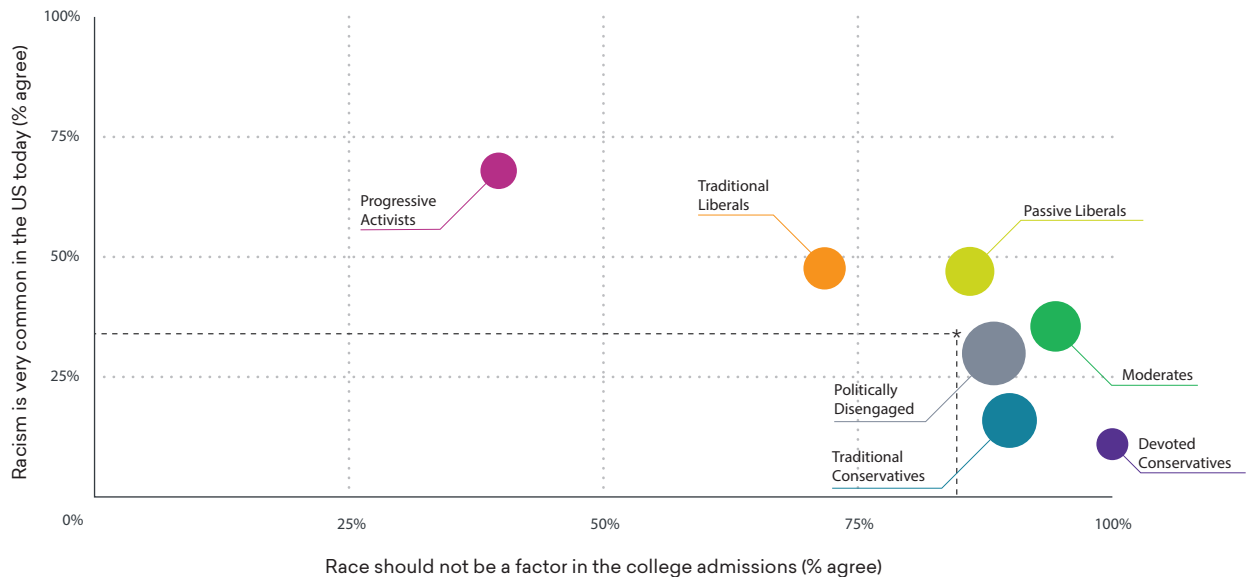 100%
75%
50%
25%
0%
Racism is very common in the US today (% agree)
Progressive
Activists
Traditional
Liberals
Passive Liberals
*
Moderates
Politically
Disengaged
Traditional
Conservatives
Devoted
Conservatives
25%
50%
75%
100%
Race should not be a factor in the college admissions (% agree)